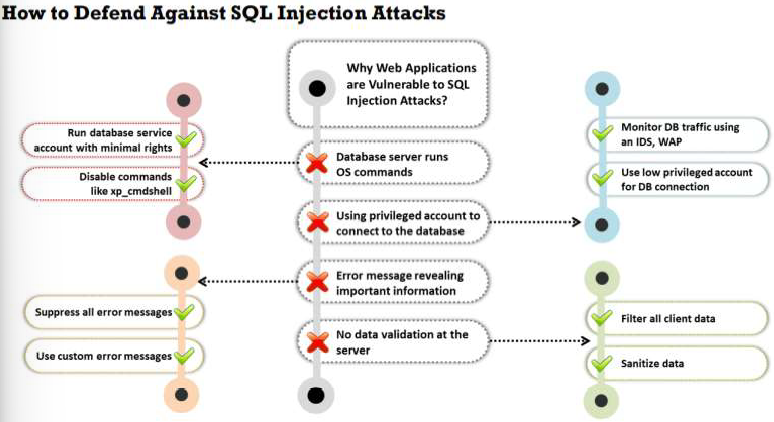 How to Defend Against SQL Injection Attacks
Why Web Applications
are Vulnerable to SQL
Injection Attacks?
Run database service
account with minimal rights
Disable commands
like xp_cmdshell
Database server runs
OS commands
Monitor DB traffic using
an IDS, WAP
Use low privileged account
for DB connection
Using privileged account to
connect to the database
Error message revealing
important information
Suppress all error messages
Use custom error messages
No data validation at the
server
Filter all client data
Sanitize data